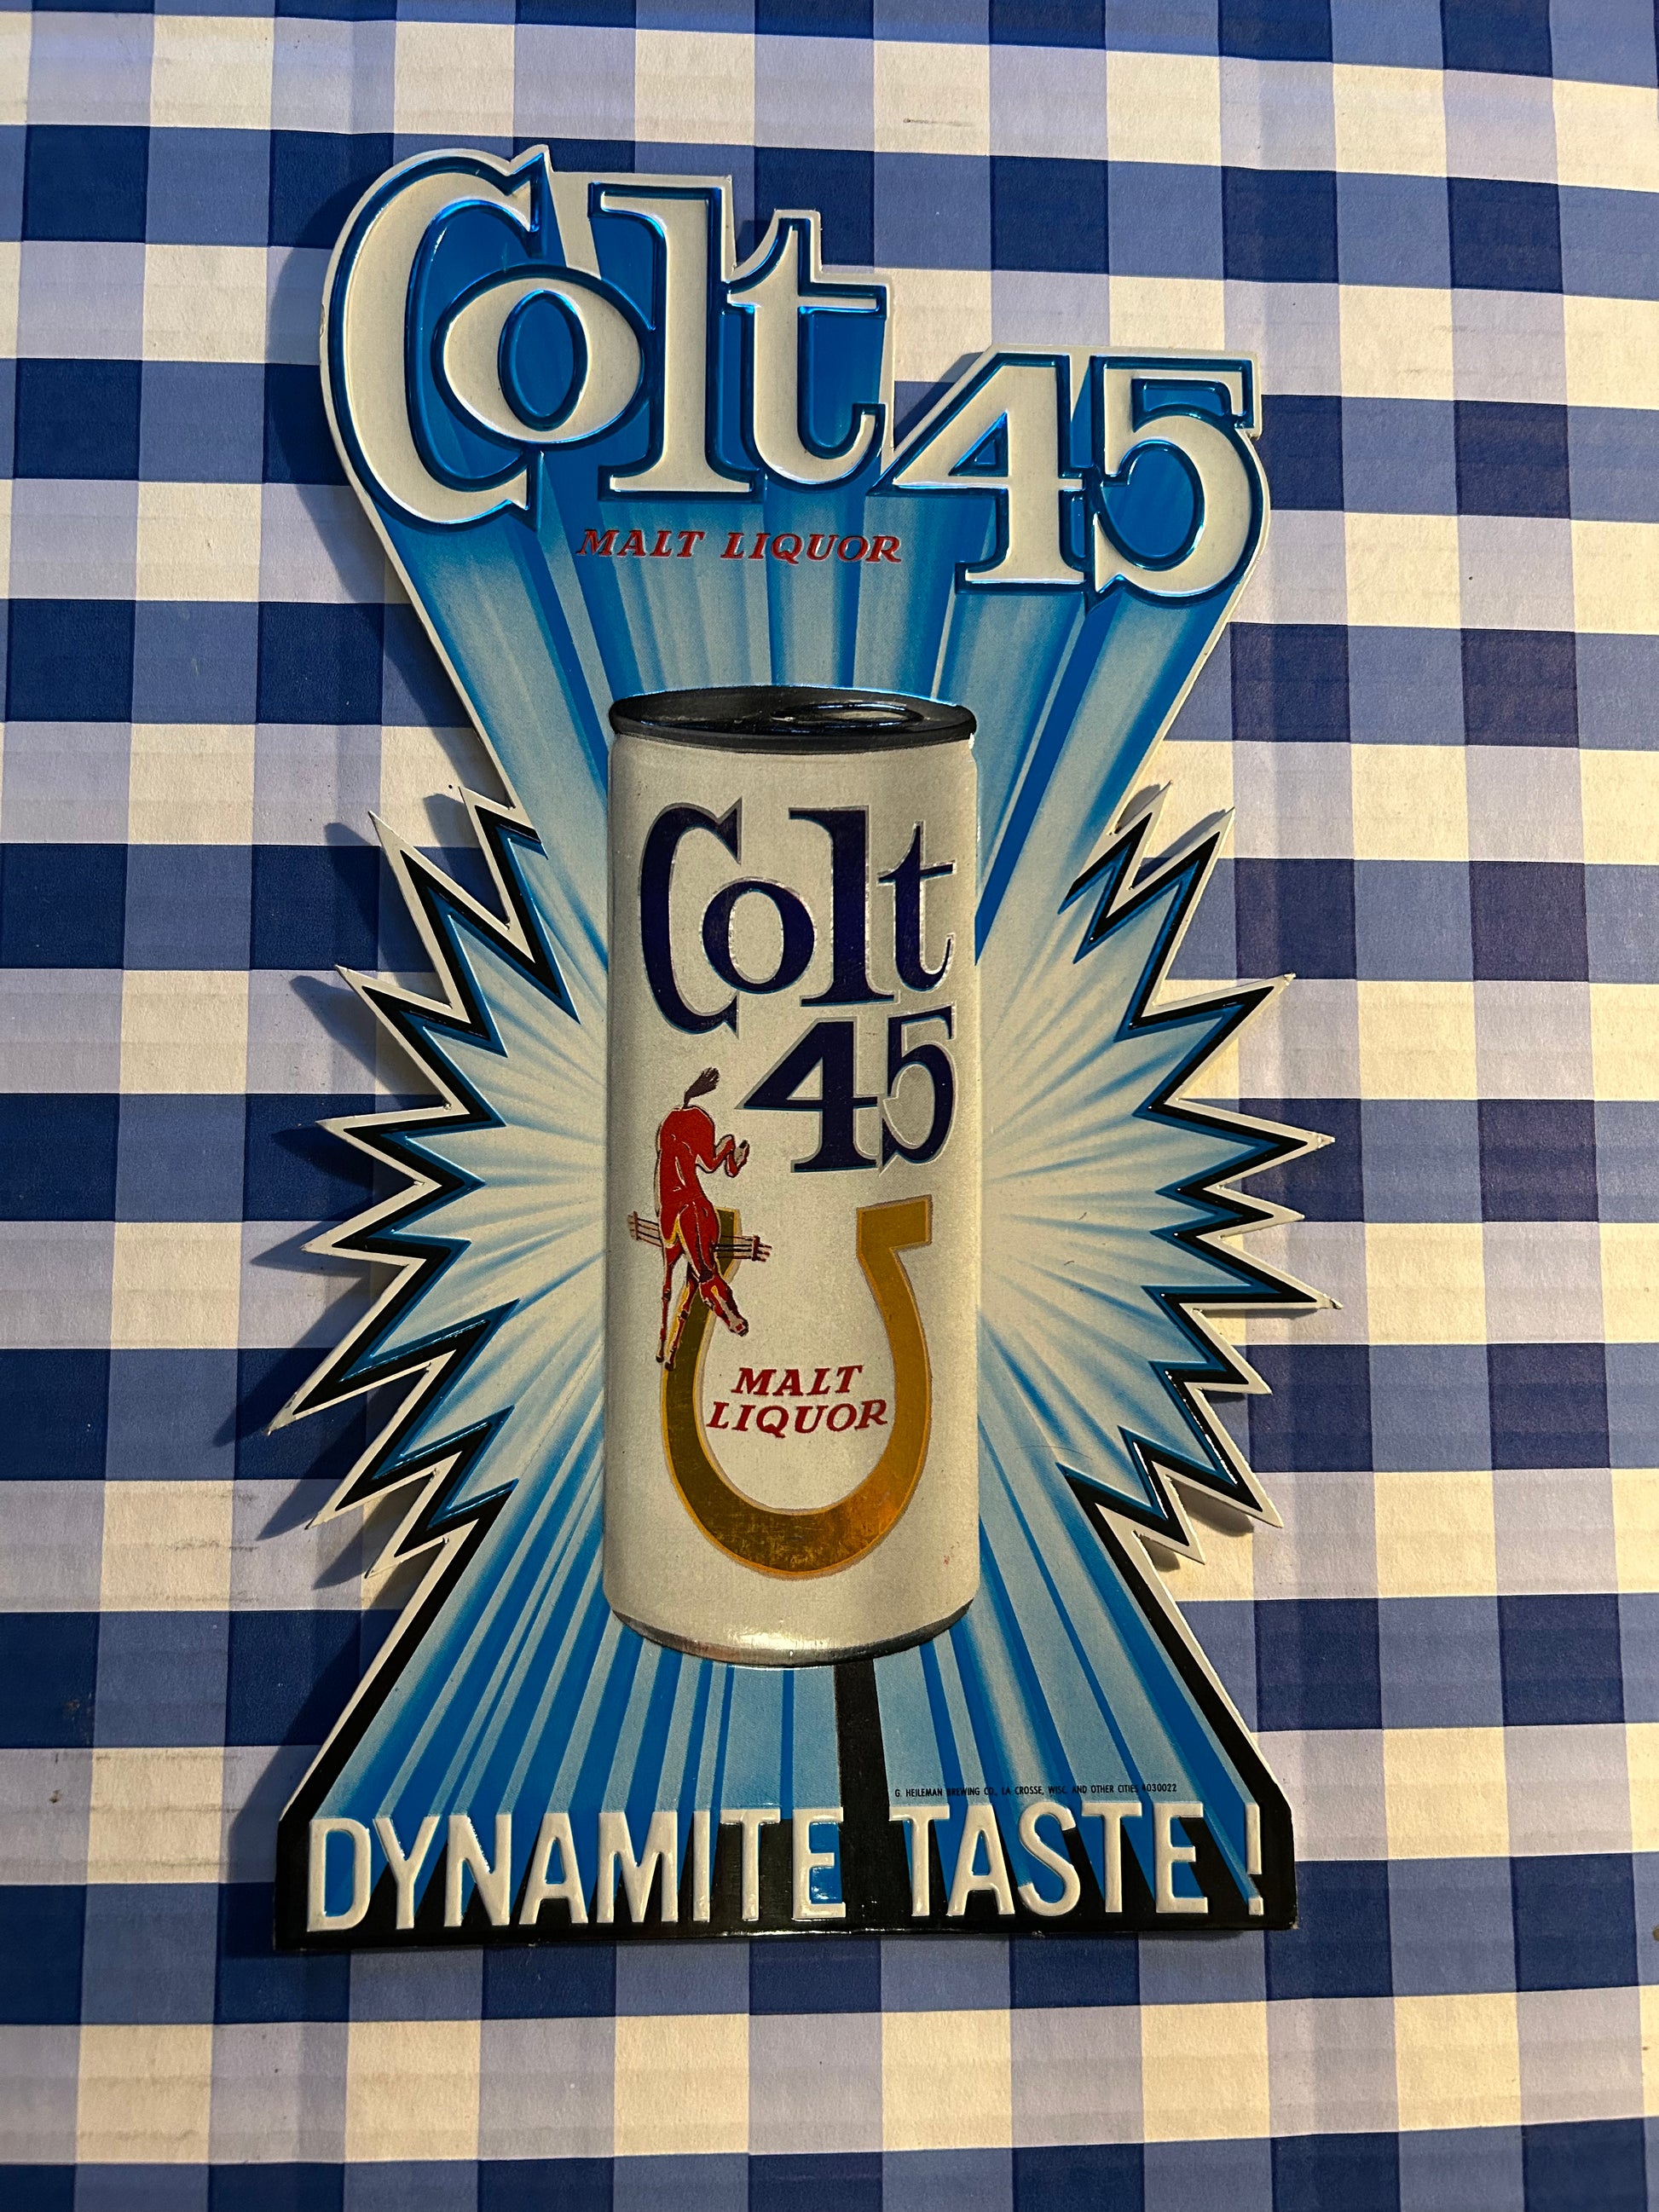 Colt 45
MALT LIQUOR
Colt
45
MALT
LIQUOR
G. HEILEMAN BREWING CO., LA CROSSE, WISC. AND OTHER CITIES 4030022
DYNAMITE TASTE!